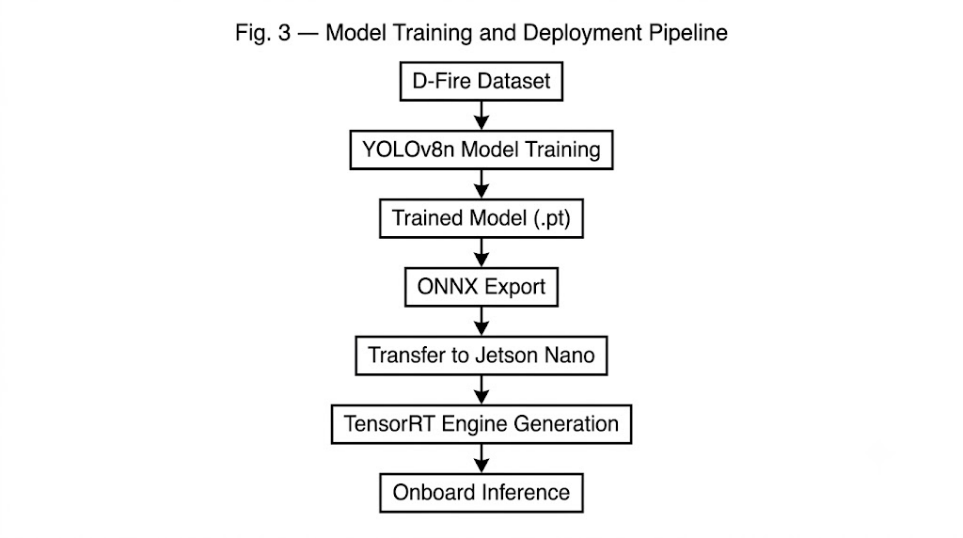 Fig. 3 — Model Training and Deployment Pipeline
D-Fire Dataset
YOLOv8n Model Training
Trained Model (.pt)
ONNX Export
Transfer to Jetson Nano
TensorRT Engine Generation
Onboard Inference